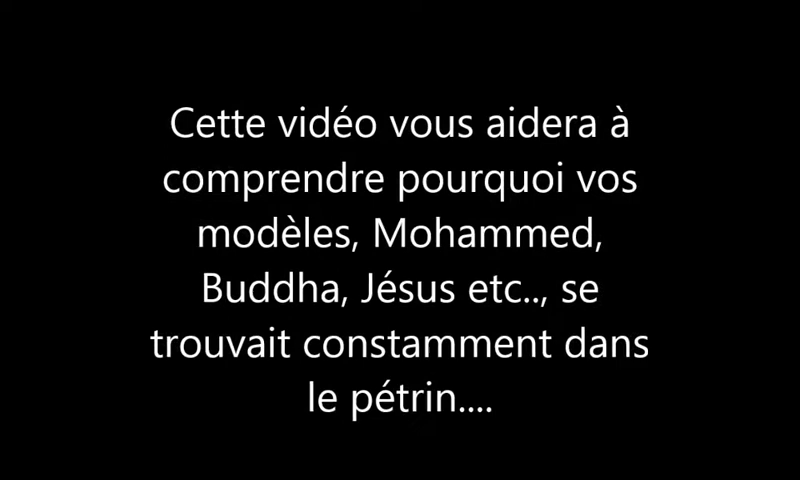 Cette vidéo vous aidera à
comprendre pourquoi vos
modèles, Mohammed,
Buddha, Jésus etc.., se
trouvait constamment dans
le pétrin....